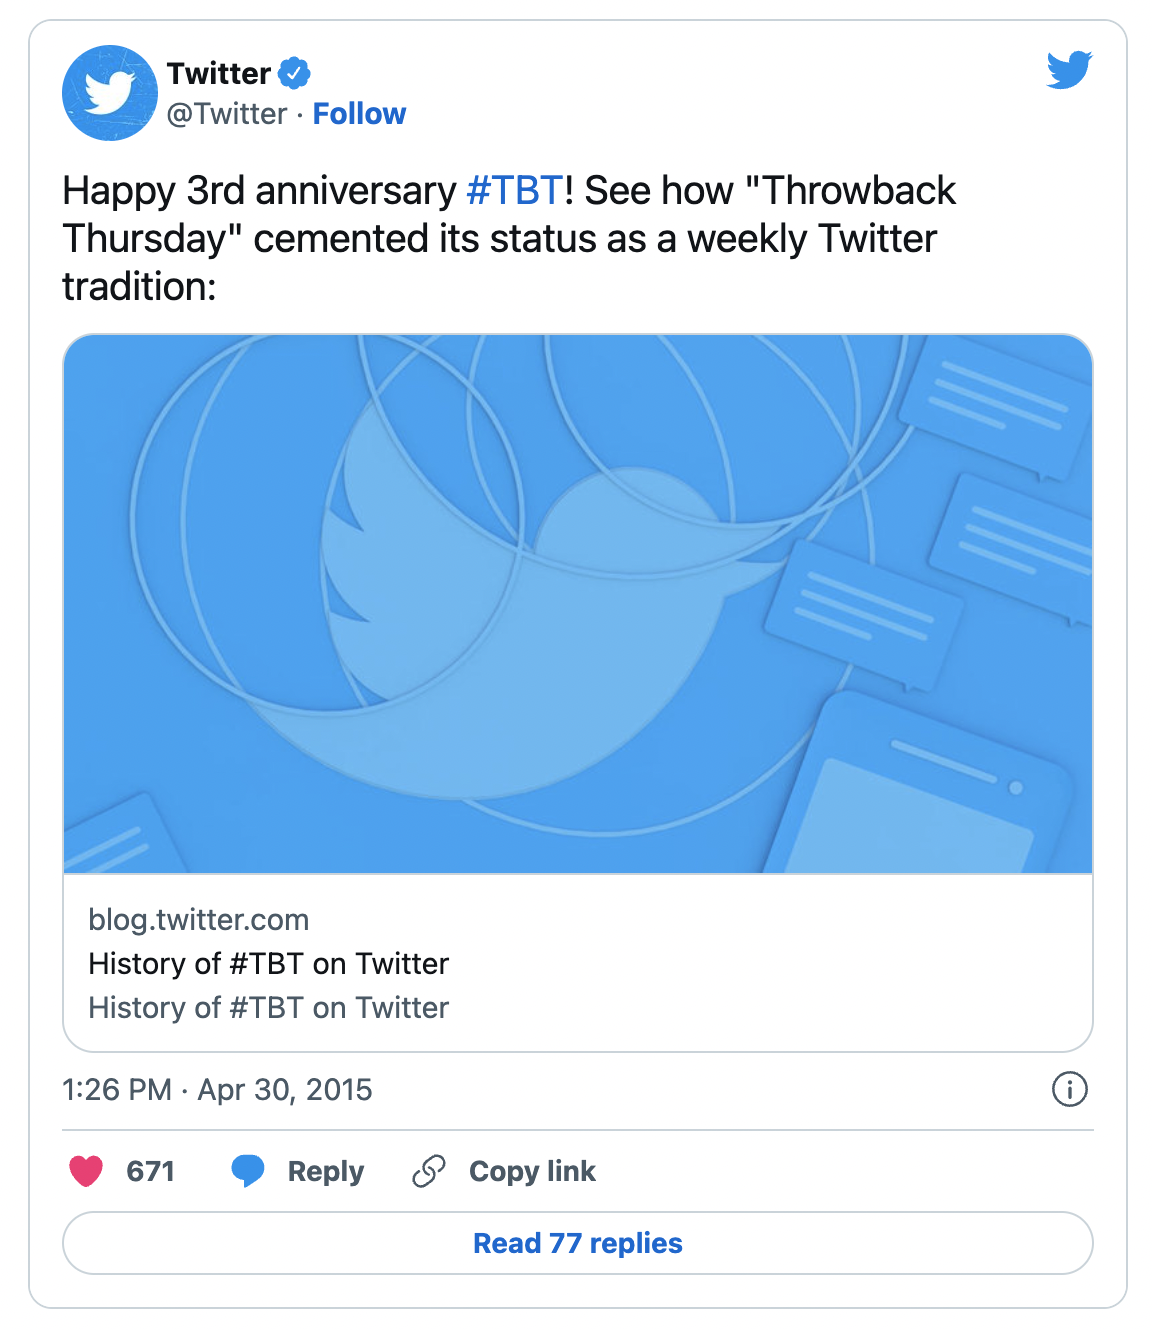 Twitter
@Twitter · Follow
Happy 3rd anniversary #TBT! See how "Throwback
Thursday" cemented its status as a weekly Twitter
tradition:
blog.twitter.com
History of #TBT on Twitter
History of #TBT on Twitter
1:26 PM · Apr 30, 2015
671 Reply Copy link
Read 77 replies